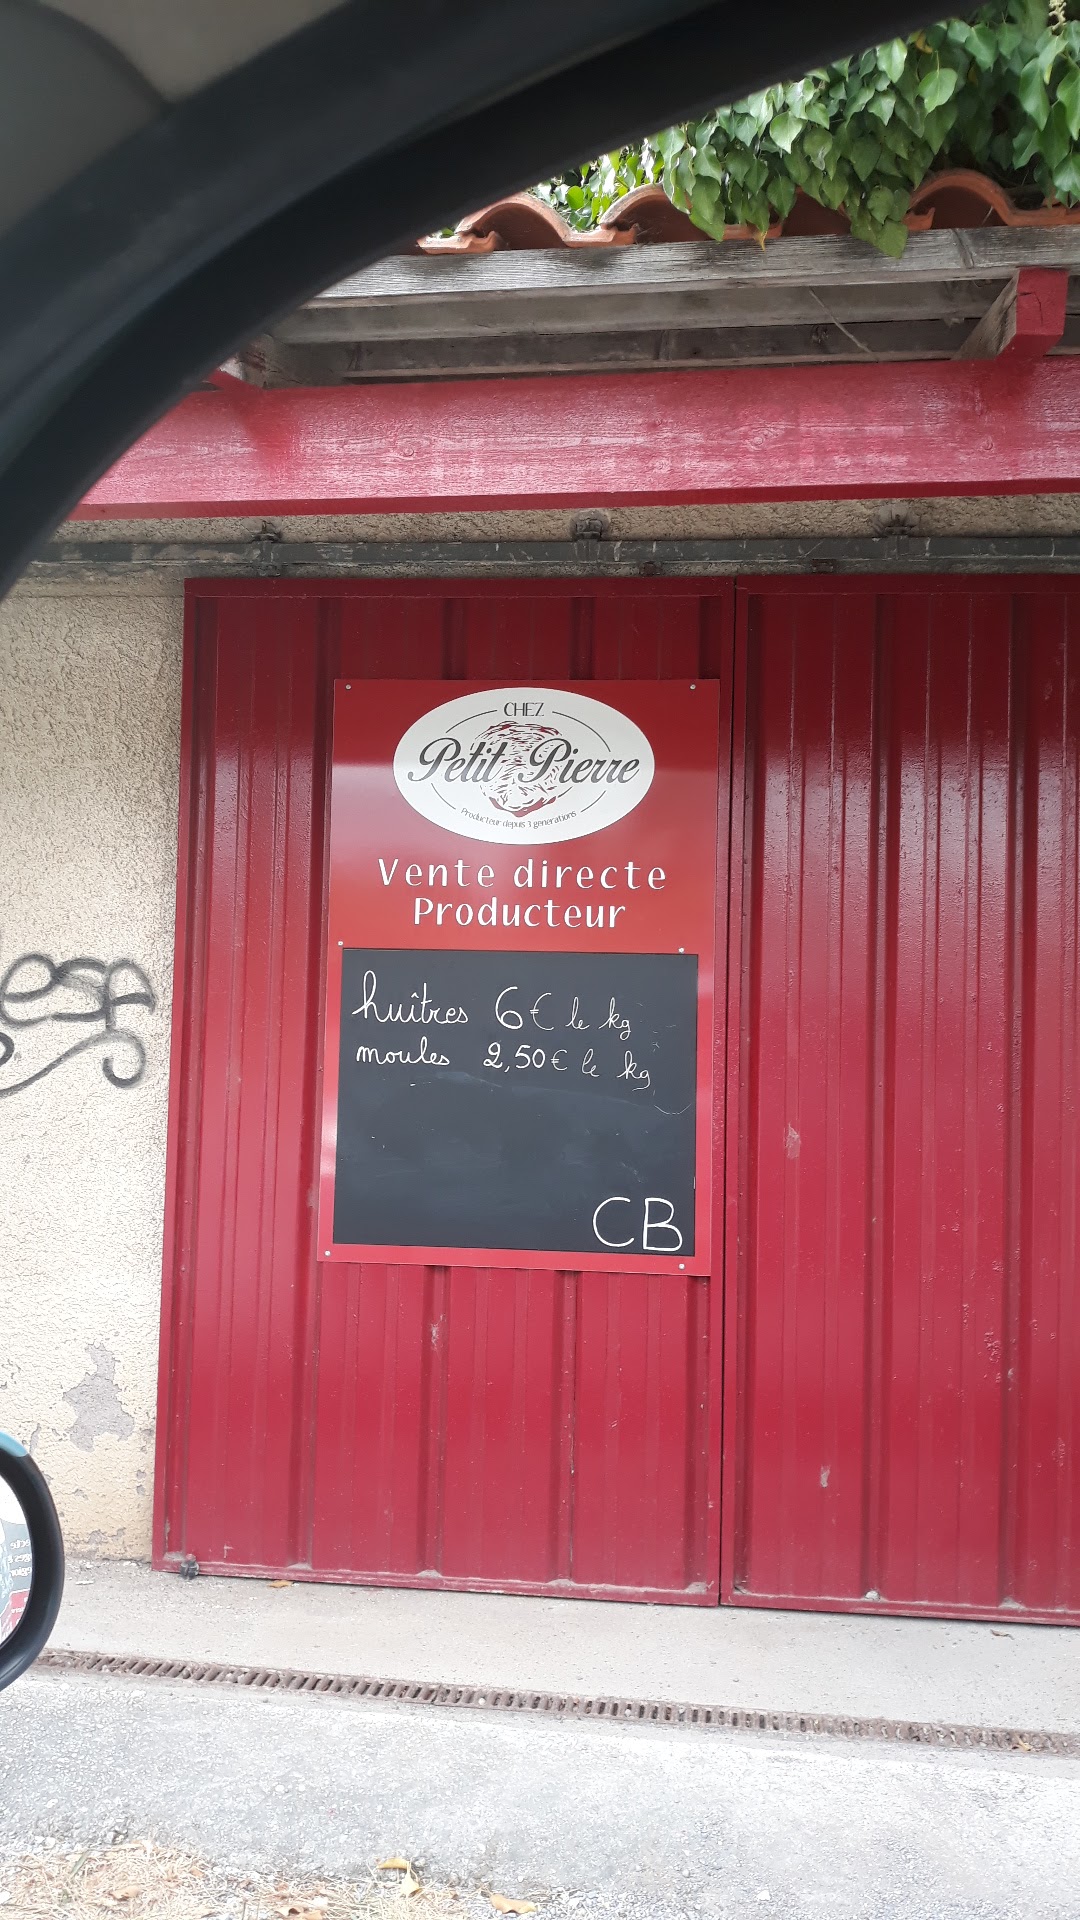 CHEZ
Petit Pierre
Producteur depuis 3 generations
Vente directe
Producteur
huîtres 6€ le kg
moules 2,50€ le kg
CB